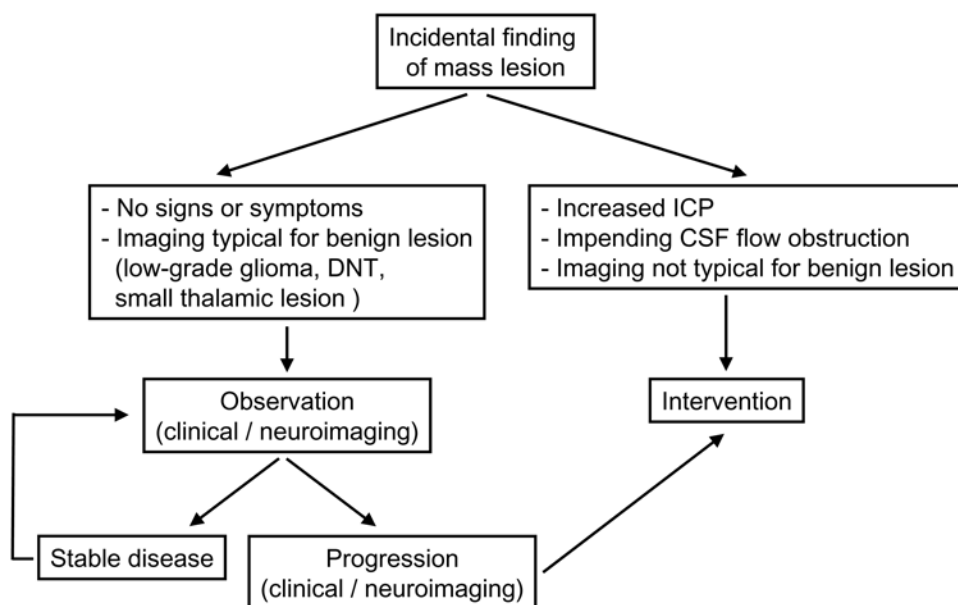 Incidental finding
of mass lesion
- No signs or symptoms
- Imaging typical for benign lesion
(low-grade glioma, DNT,
small thalamic lesion )
- Increased ICP
- Impending CSF flow obstruction
- Imaging not typical for benign lesion
Observation
(clinical / neuroimaging)
Intervention
Stable disease
Progression
(clinical / neuroimaging)